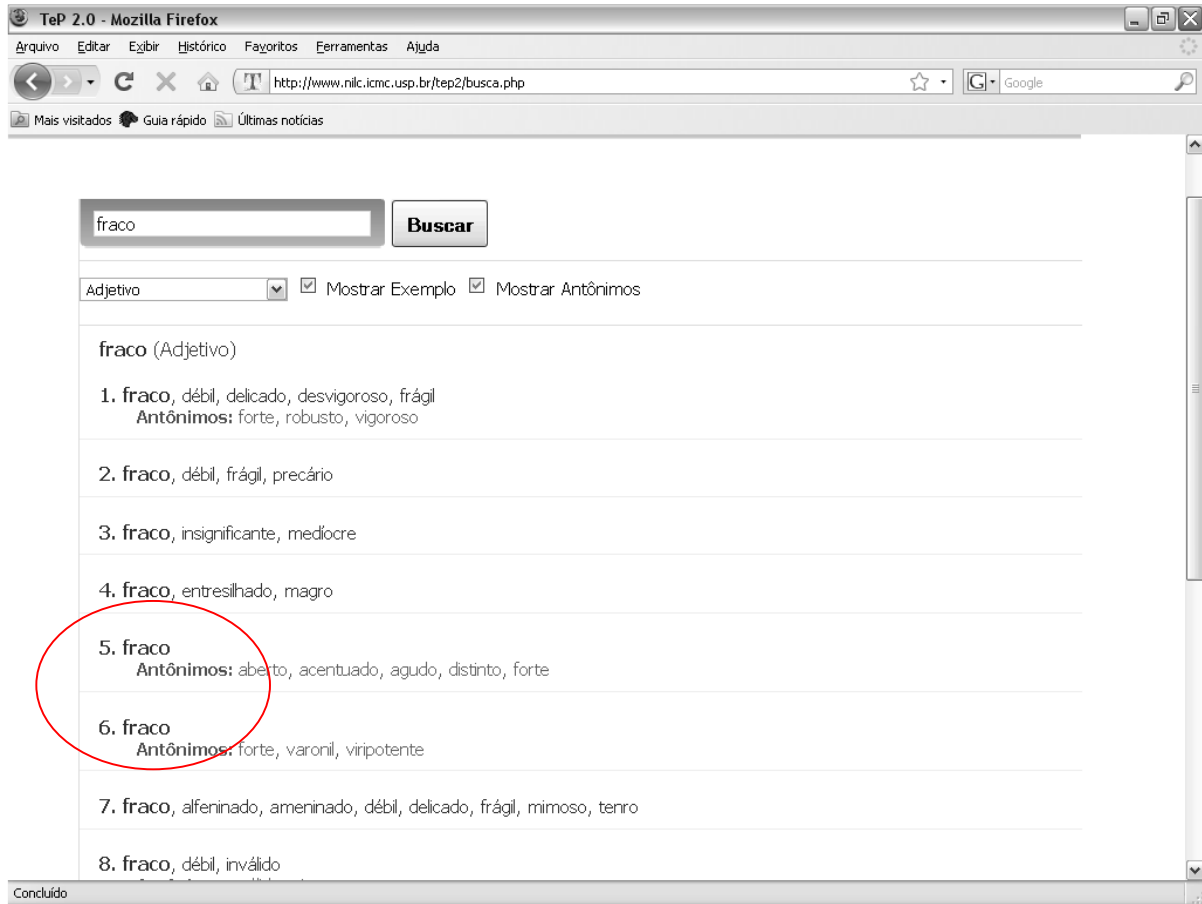 TeP 2.0 - Mozilla Firefox
Arquivo Editar Exibir Histórico Favoritos Ferramentas Ajuda
http://www.nilc.icmc.usp.br/tep2/busca.php
Google
Mais visitados Guia rápido Últimas notícias
fraco Buscar
Adjetivo Mostrar Exemplo Mostrar Antônimos
fraco (Adjetivo)
1. fraco, débil, delicado, desvigoroso, frágil
Antônimos: forte, robusto, vigoroso
2. fraco, débil, frágil, precário
3. fraco, insignificante, medíocre
4. fraco, entresilhado, magro
5. fraco
Antônimos: aberto, acentuado, agudo, distinto, forte
6. fraco
Antônimos: forte, varonil, viripotente
7. fraco, alfeninado, ameninado, débil, delicado, frágil, mimoso, tenro
8. fraco, débil, inválido
Concluído